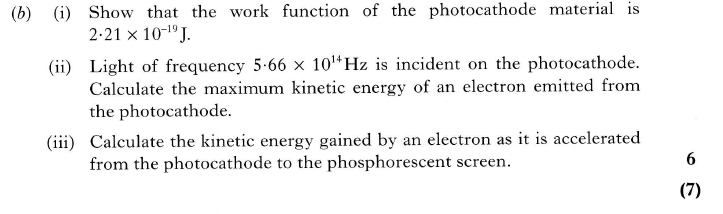 (b) (i) Show that the work function of the photocathode material is
2·21 × 10⁻¹⁹ J.
(ii) Light of frequency 5·66 × 10¹⁴ Hz is incident on the photocathode.
Calculate the maximum kinetic energy of an electron emitted from
the photocathode.
(iii) Calculate the kinetic energy gained by an electron as it is accelerated
from the photocathode to the phosphorescent screen. 6
(7)